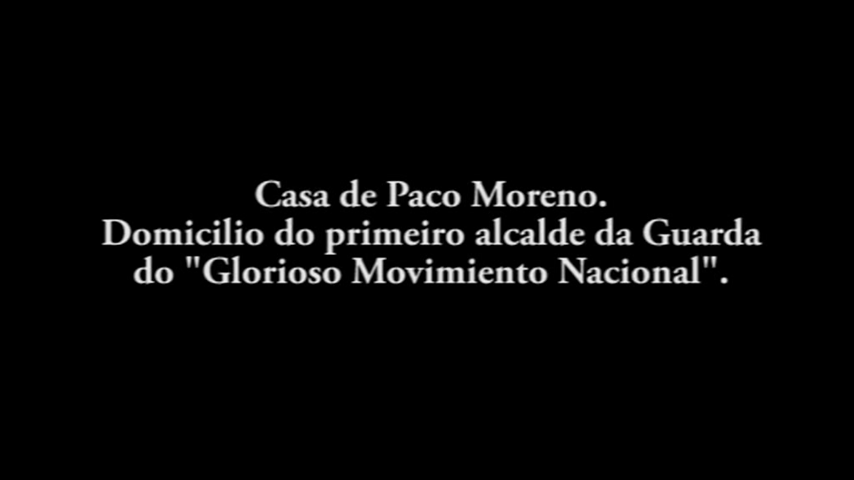 Casa de Paco Moreno.
Domicilio do primeiro alcalde da Guarda
do "Glorioso Movimiento Nacional".